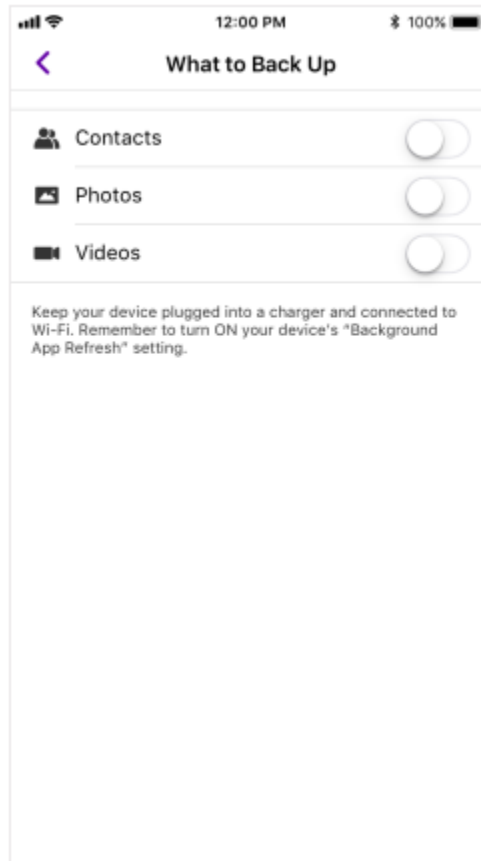 12:00 PM
100%
What to Back Up
Contacts
Photos
Videos
Keep your device plugged into a charger and connected to
Wi-Fi. Remember to turn ON your device's "Background
App Refresh" setting.